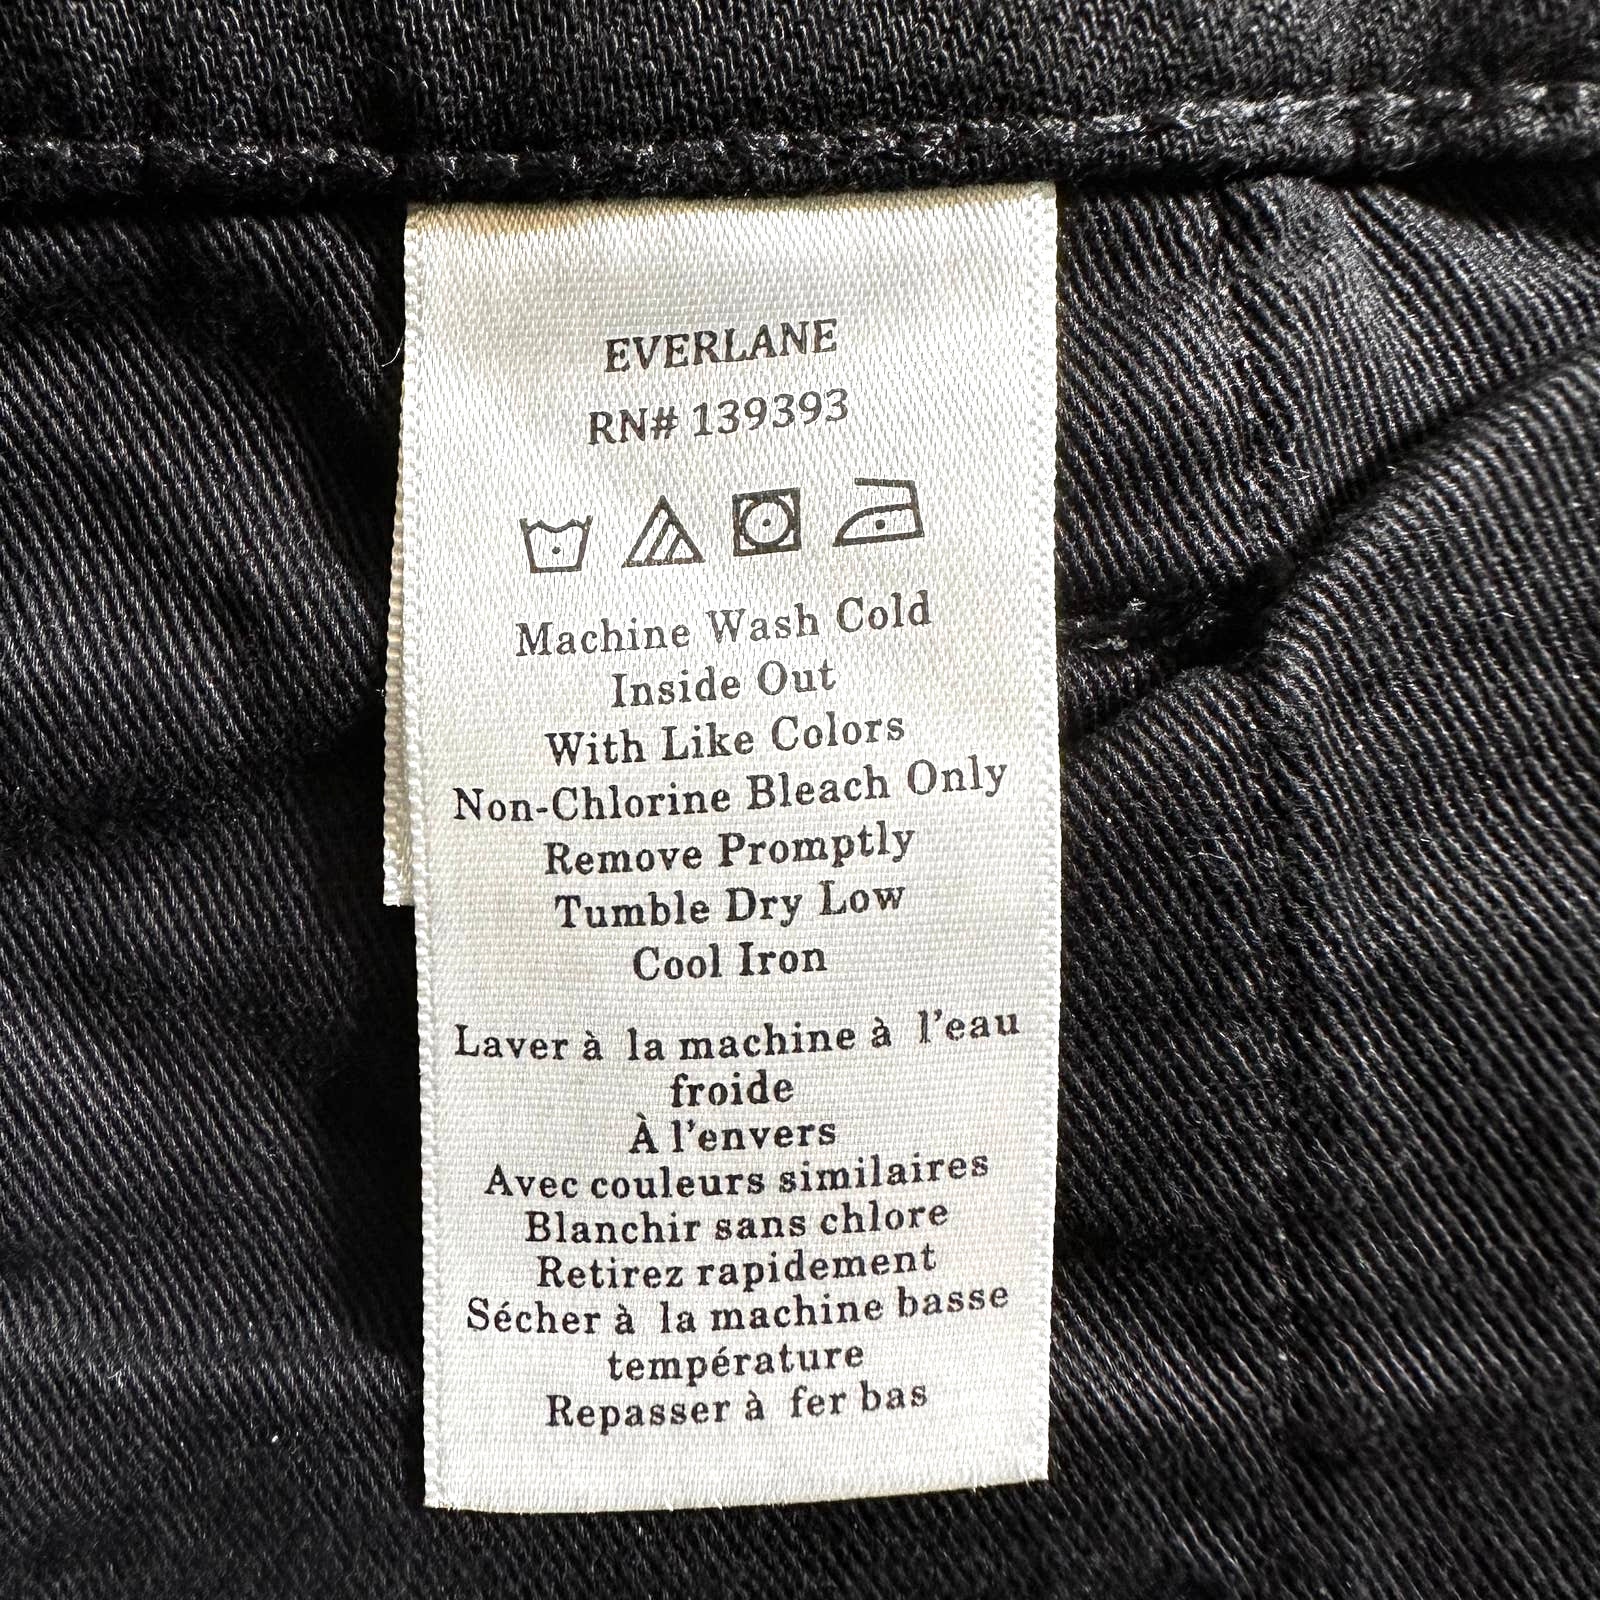 EVERLANE
RN# 139393
Machine Wash Cold
Inside Out
With Like Colors
Non-Chlorine Bleach Only
Remove Promptly
Tumble Dry Low
Cool Iron
Laver à la machine à l'eau
froide
À l'envers
Avec couleurs similaires
Blanchir sans chlore
Retirez rapidement
Sécher à la machine basse
température
Repasser à fer bas